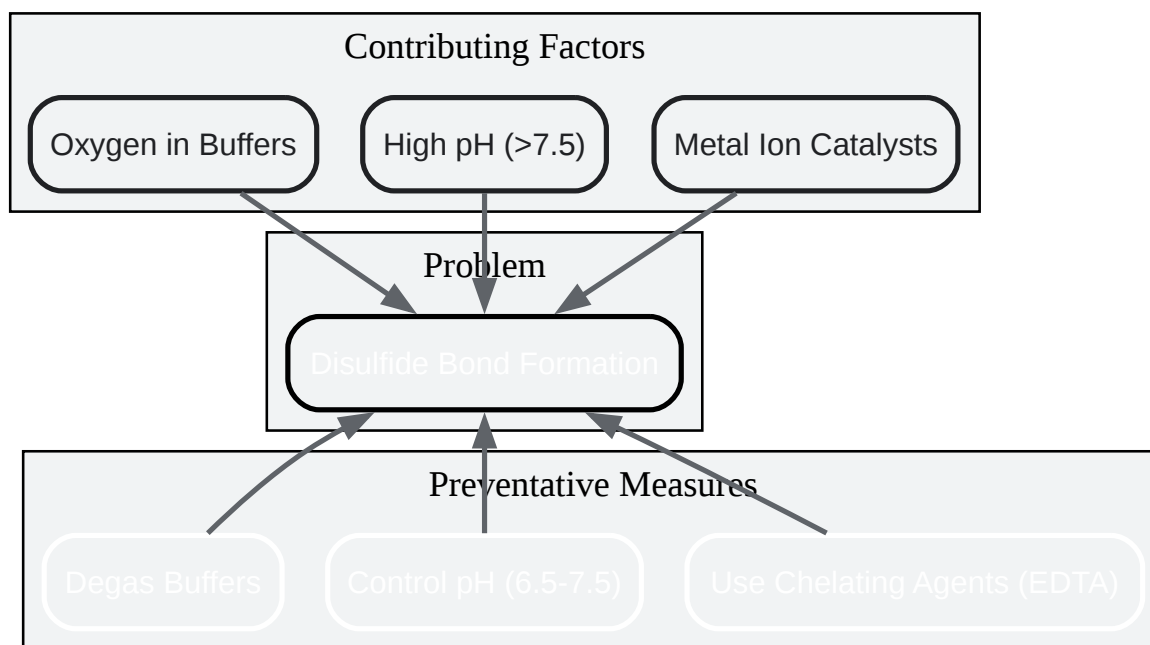 Contributing Factors
Oxygen in Buffers
High pH (>7.5)
Metal Ion Catalysts
Problem
Disulfide Bond Formation
Preventative Measures
Degas Buffers
Control pH (6.5-7.5)
Use Chelating Agents (EDTA)